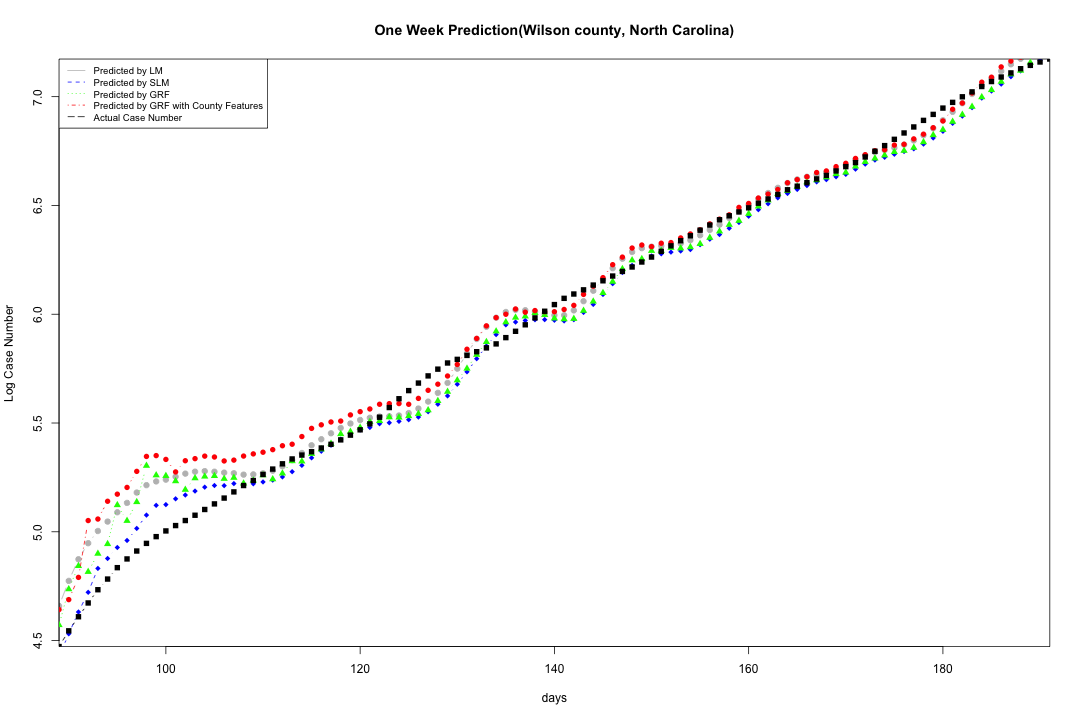 One Week Prediction(Wilson county, North Carolina)
Predicted by LM
Predicted by SLM
Predicted by GRF
Predicted by GRF with County Features
Actual Case Number
Log Case Number
7.0
6.5
6.0
5.5
5.0
4.5
100 120 140 160 180
days